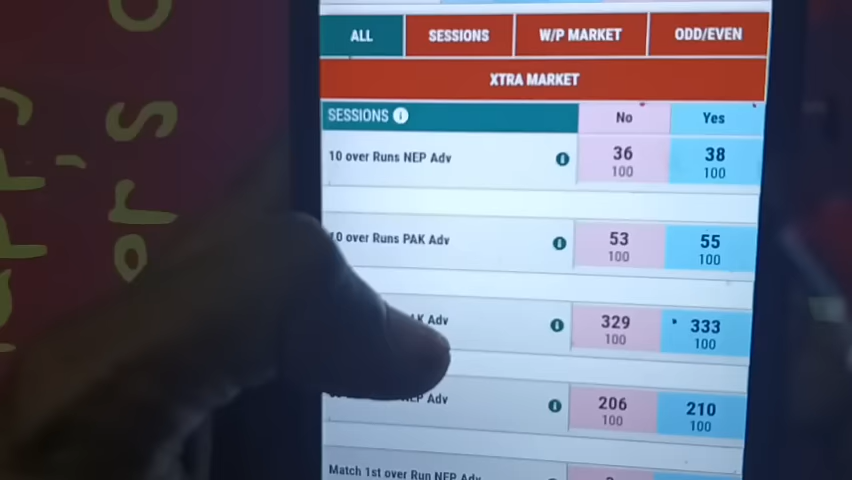 ALL SESSIONS W/P MARKET ODD/EVEN
XTRA MARKET
SESSIONS i No Yes
10 over Runs NEP Adv i 36 38
100 100
10 over Runs PAK Adv i 53 55
100 100
Adv i 329 333
100 100
Adv i 206 210
100 100
Match 1st over Run NEP Adv
ors